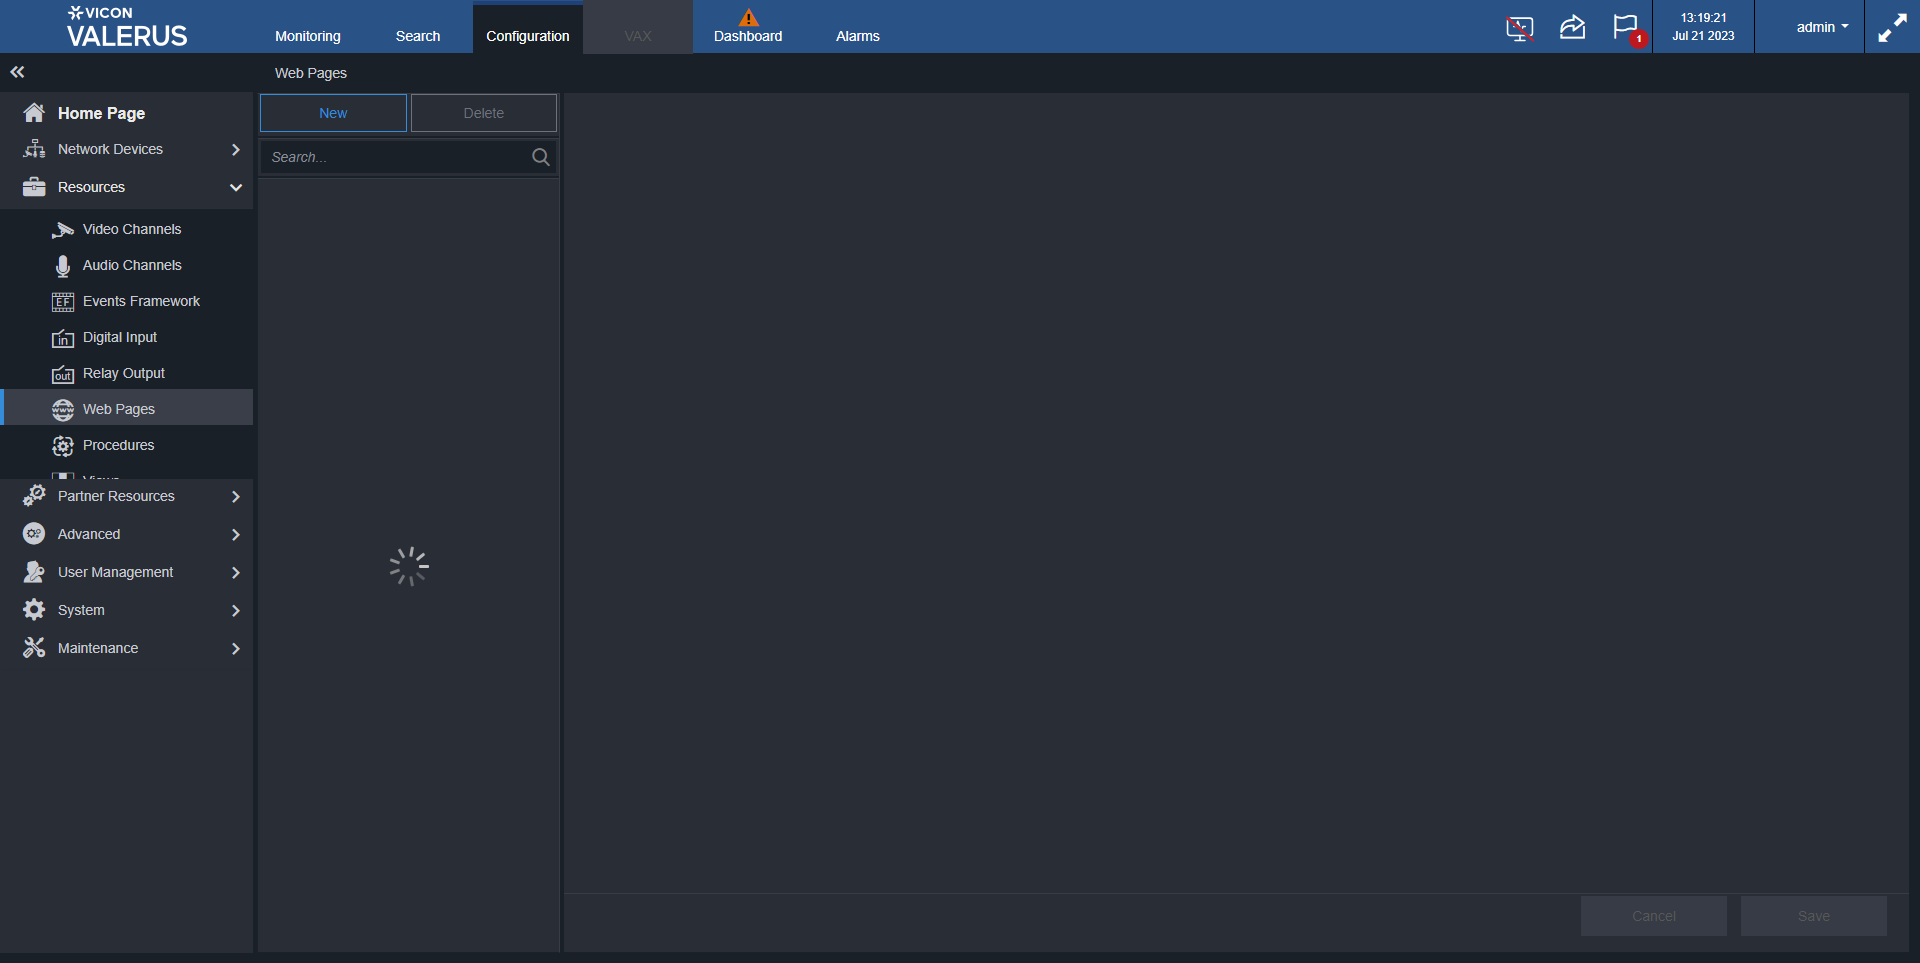 VICON
VALERUS
Monitoring
Search
Configuration
VAX
Dashboard
Alarms
1
13:19:21
Jul 21 2023
admin
Web Pages
Home Page
New
Delete
Network Devices
Search...
Resources
Video Channels
Audio Channels
EF
Events Framework
in
Digital Input
out
Relay Output
www
Web Pages
Procedures
Views
Partner Resources
Advanced
User Management
System
Maintenance
Cancel
Save